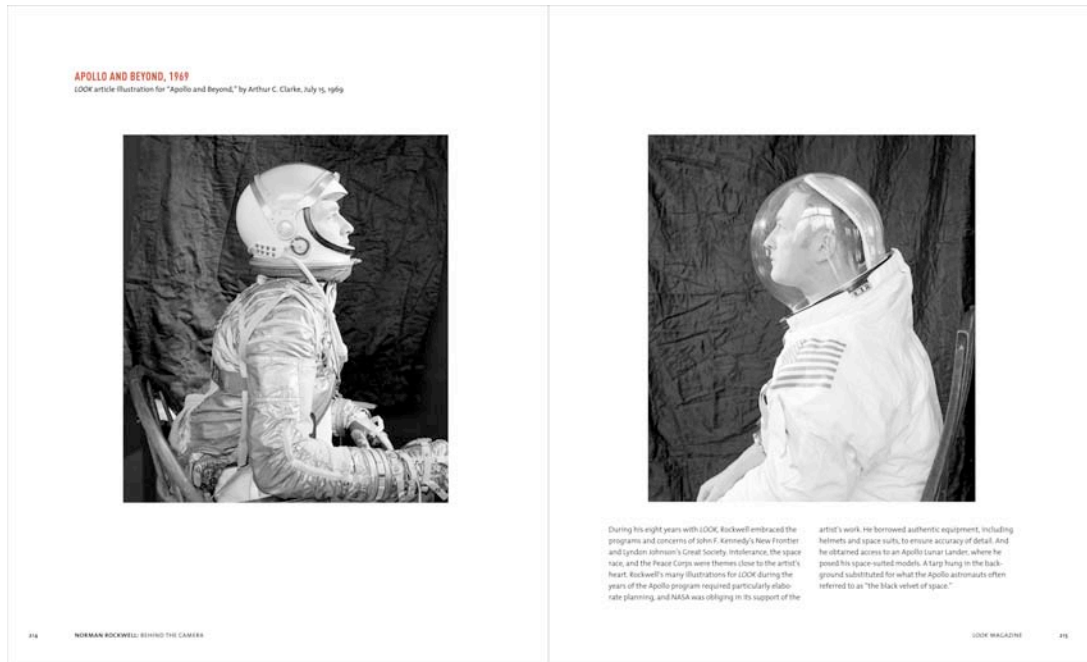 APOLLO AND BEYOND, 1969
LOOK article illustration for "Apollo and Beyond," by Arthur C. Clarke, July 15, 1969
During his eight years with LOOK, Rockwell embraced the
programs and concerns of John F. Kennedy's New Frontier
and Lyndon Johnson's Great Society. Intolerance, the space
race, and the Peace Corps were themes close to the artist's
heart. Rockwell's many illustrations for LOOK during the
years of the Apollo program required particularly elabo-
rate planning, and NASA was obliging in its support of the
artist's work. He borrowed authentic equipment, including
helmets and space suits, to ensure accuracy of detail. And
he obtained access to an Apollo Lunar Lander, where he
posed his space-suited models. A tarp hung in the back-
ground substituted for what the Apollo astronauts often
referred to as "the black velvet of space."
214
NORMAN ROCKWELL: BEHIND THE CAMERA
LOOK MAGAZINE
215